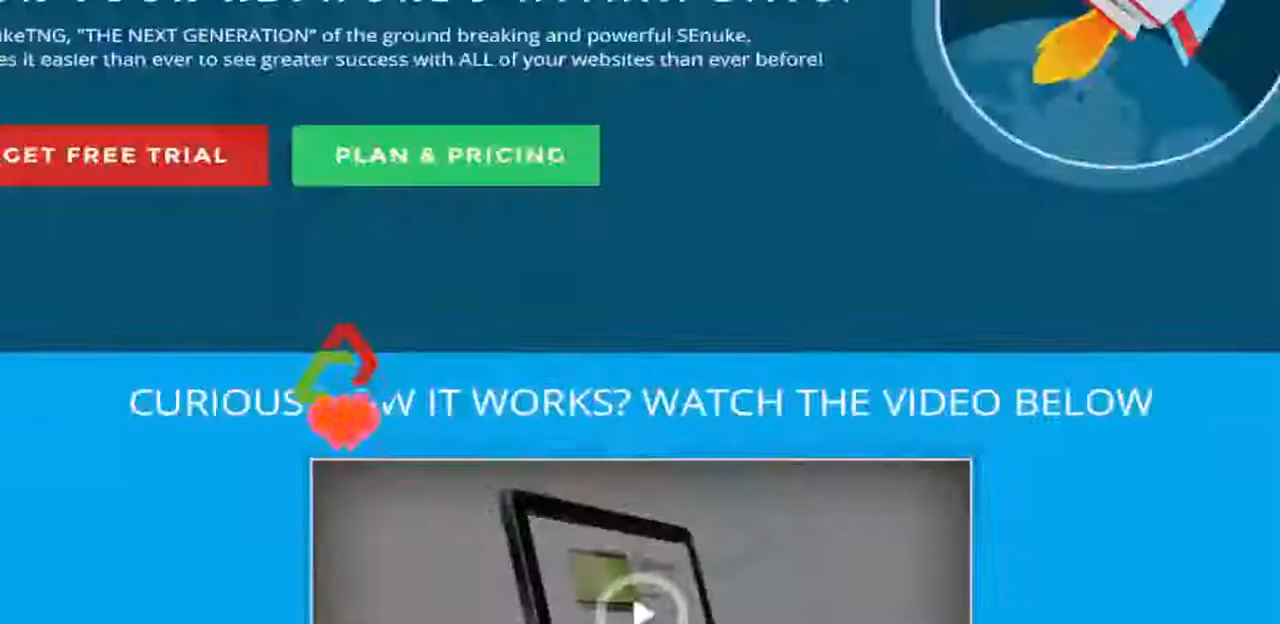 keTNG, "THE NEXT GENERATION" of the ground breaking and powerful SEnuke.
es it easier than ever to see greater success with ALL of your websites than ever before!
GET FREE TRIAL
PLAN & PRICING
CURIOUS W IT WORKS? WATCH THE VIDEO BELOW